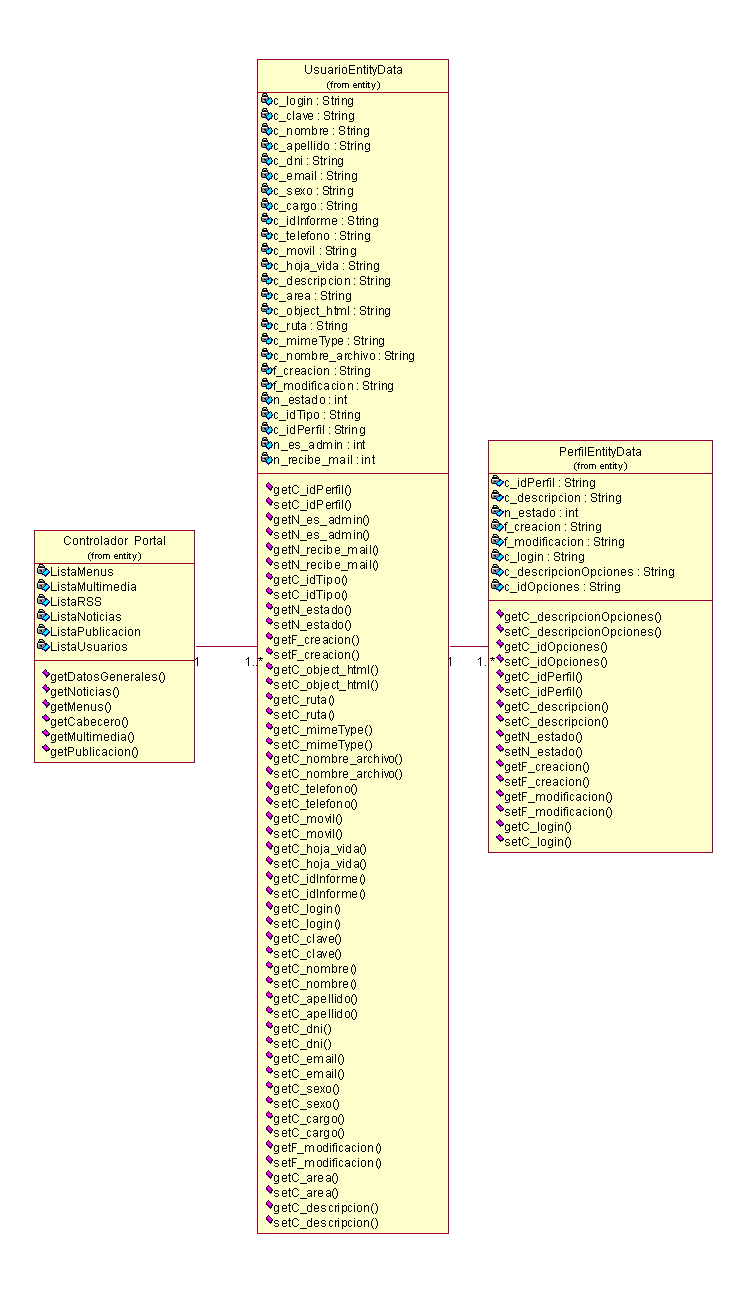 UsuarioEntityData
(from entity)
c_login : String
c_clave : String
c_nombre : String
c_apellido : String
c_dni : String
c_email : String
c_sexo : String
c_cargo : String
c_idInforme : String
c_telefono : String
c_movil : String
c_hoja_vida : String
c_descripcion : String
c_area : String
c_object_html : String
c_ruta : String
c_mimeType : String
c_nombre_archivo : String
f_creacion : String
f_modificacion : String
n_estado : int
c_idTipo : String
c_idPerfil : String
n_es_admin : int
n_recibe_mail : int
getC_idPerfil()
setC_idPerfil()
getN_es_admin()
setN_es_admin()
getN_recibe_mail()
setN_recibe_mail()
getC_idTipo()
setC_idTipo()
getN_estado()
setN_estado()
getF_creacion()
setF_creacion()
getC_object_html()
setC_object_html()
getC_ruta()
setC_ruta()
getC_mimeType()
setC_mimeType()
getC_nombre_archivo()
setC_nombre_archivo()
getC_telefono()
setC_telefono()
getC_movil()
setC_movil()
getC_hoja_vida()
setC_hoja_vida()
getC_idInforme()
setC_idInforme()
getC_login()
setC_login()
getC_clave()
setC_clave()
getC_nombre()
setC_nombre()
getC_apellido()
setC_apellido()
getC_dni()
setC_dni()
getC_email()
setC_email()
getC_sexo()
setC_sexo()
getC_cargo()
setC_cargo()
getF_modificacion()
setF_modificacion()
getC_area()
setC_area()
getC_descripcion()
setC_descripcion()
Controlador Portal
(from entity)
ListaMenus
ListaMultimedia
ListaRSS
ListaNoticias
ListaPublicacion
ListaUsuarios
getDatosGenerales()
getNoticias()
getMenus()
getCabecero()
getMultimedia()
getPublicacion()
1
1..*
1
1..*
PerfilEntityData
(from entity)
c_idPerfil : String
c_descripcion : String
n_estado : int
f_creacion : String
f_modificacion : String
c_login : String
c_descripcionOpciones : String
c_idOpciones : String
getC_descripcionOpciones()
setC_descripcionOpciones()
getC_idOpciones()
setC_idOpciones()
getC_idPerfil()
setC_idPerfil()
getC_descripcion()
setC_descripcion()
getN_estado()
setN_estado()
getF_creacion()
setF_creacion()
getF_modificacion()
setF_modificacion()
getC_login()
setC_login()